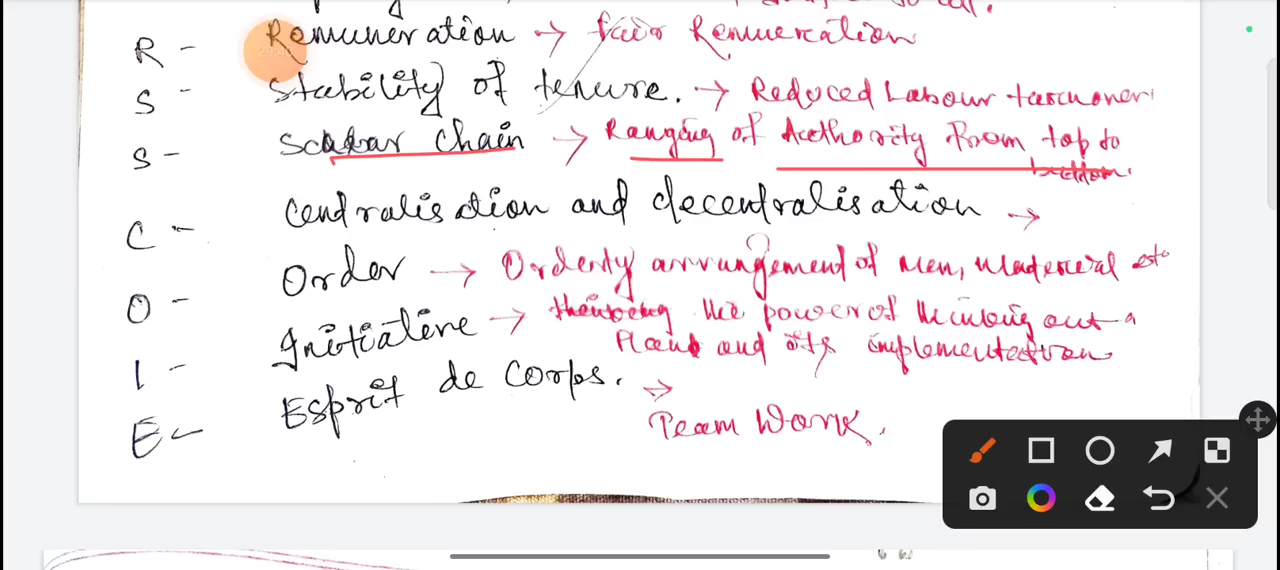 R - Remuneration → fair Remuneration
S - Stability of tenure. → Reduced Labour turnover
S - Scalar chain → Ranging of Authority from top to
bottom.
C - Centralisation and decentralisation →
O - Order → Orderly arrangement of Men, Material etc
I - Initiative → the power of thinking out a
Plan and its implementation
E - Esprit de Corps. →
Team Work.